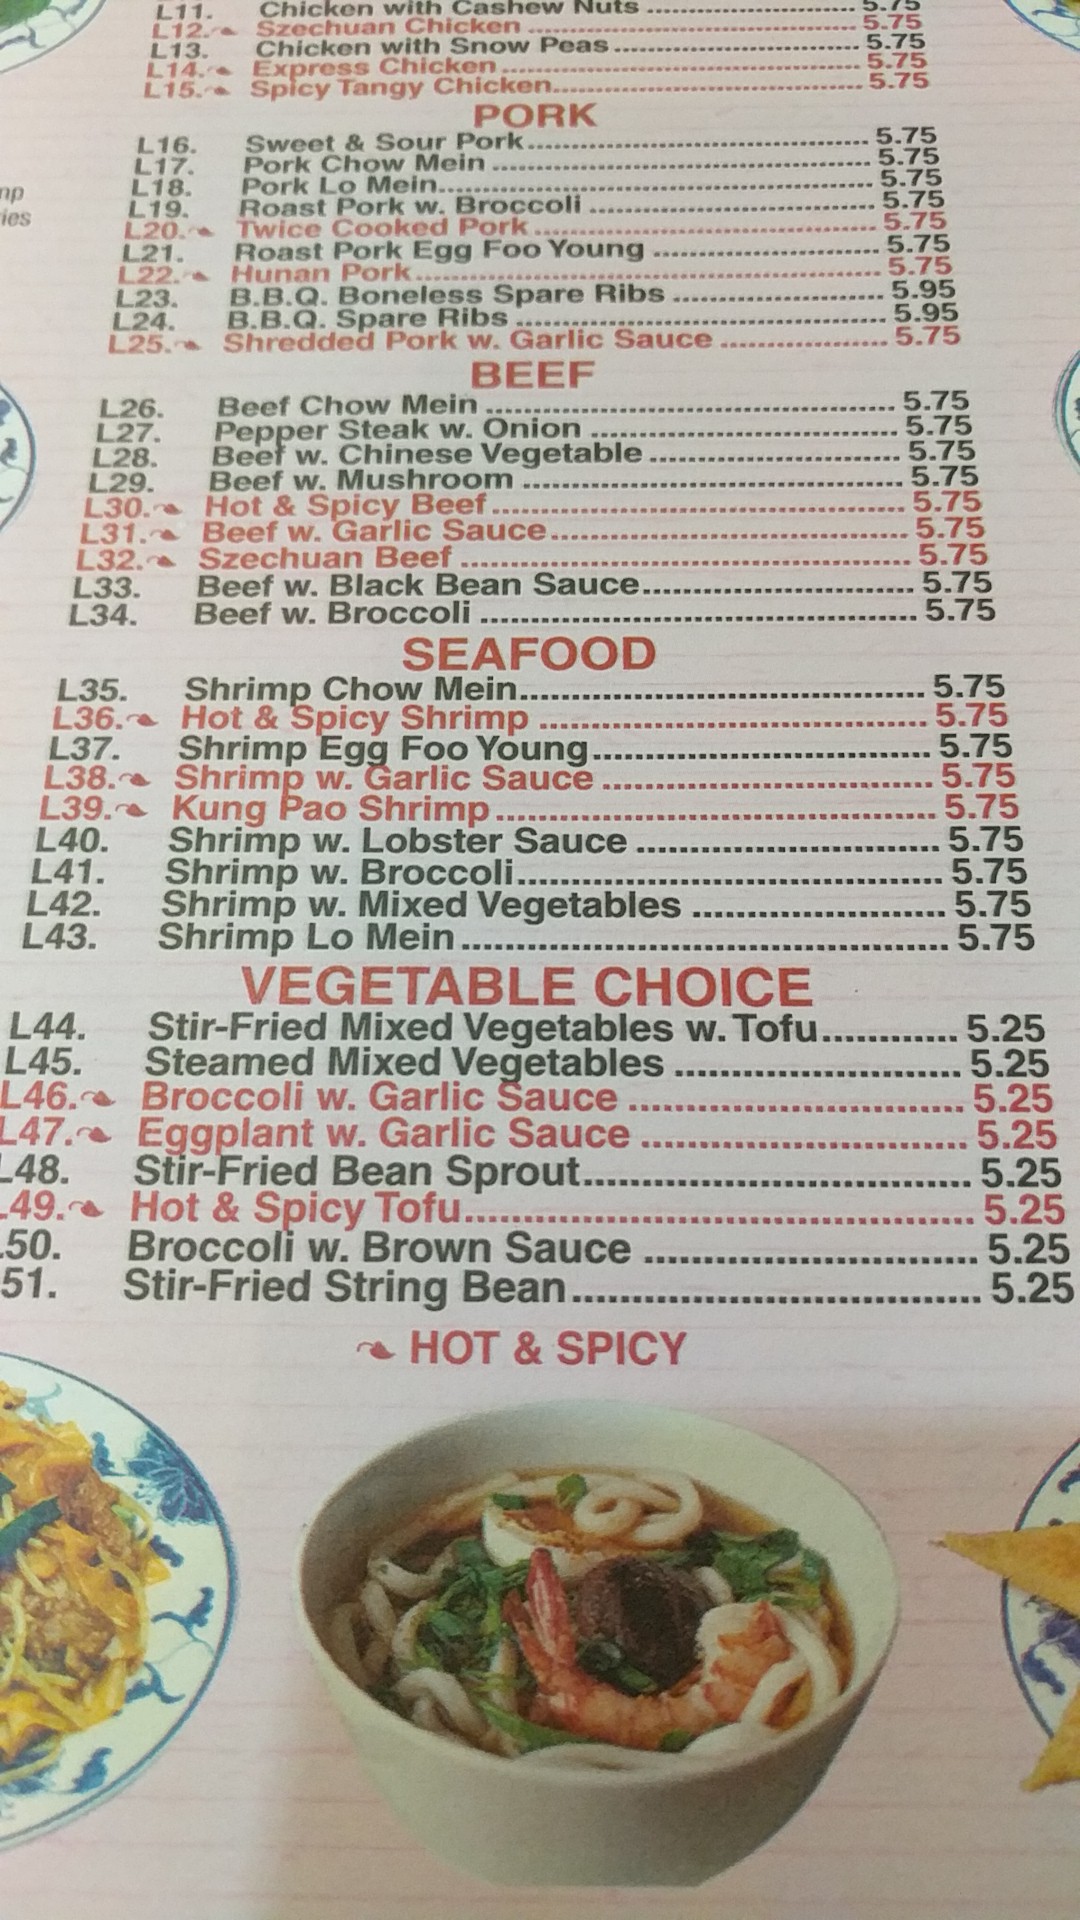 L11. Chicken with Cashew Nuts ........ 5.75
L12. Szechuan Chicken ........ 5.75
L13. Chicken with Snow Peas ........ 5.75
L14. Express Chicken ........ 5.75
L15. Spicy Tangy Chicken ........ 5.75
PORK
L16. Sweet & Sour Pork ........ 5.75
L17. Pork Chow Mein ........ 5.75
L18. Pork Lo Mein ........ 5.75
L19. Roast Pork w. Broccoli ........ 5.75
L20. Twice Cooked Pork ........ 5.75
L21. Roast Pork Egg Foo Young ........ 5.75
L22. Hunan Pork ........ 5.75
L23. B.B.Q. Boneless Spare Ribs ........ 5.95
L24. B.B.Q. Spare Ribs ........ 5.95
L25. Shredded Pork w. Garlic Sauce ........ 5.75
BEEF
L26. Beef Chow Mein ........ 5.75
L27. Pepper Steak w. Onion ........ 5.75
L28. Beef w. Chinese Vegetable ........ 5.75
L29. Beef w. Mushroom ........ 5.75
L30. Hot & Spicy Beef ........ 5.75
L31. Beef w. Garlic Sauce ........ 5.75
L32. Szechuan Beef ........ 5.75
L33. Beef w. Black Bean Sauce ........ 5.75
L34. Beef w. Broccoli ........ 5.75
SEAFOOD
L35. Shrimp Chow Mein ........ 5.75
L36. Hot & Spicy Shrimp ........ 5.75
L37. Shrimp Egg Foo Young ........ 5.75
L38. Shrimp w. Garlic Sauce ........ 5.75
L39. Kung Pao Shrimp ........ 5.75
L40. Shrimp w. Lobster Sauce ........ 5.75
L41. Shrimp w. Broccoli ........ 5.75
L42. Shrimp w. Mixed Vegetables ........ 5.75
L43. Shrimp Lo Mein ........ 5.75
VEGETABLE CHOICE
L44. Stir-Fried Mixed Vegetables w. Tofu ........ 5.25
L45. Steamed Mixed Vegetables ........ 5.25
L46. Broccoli w. Garlic Sauce ........ 5.25
L47. Eggplant w. Garlic Sauce ........ 5.25
L48. Stir-Fried Bean Sprout ........ 5.25
L49. Hot & Spicy Tofu ........ 5.25
50. Broccoli w. Brown Sauce ........ 5.25
51. Stir-Fried String Bean ........ 5.25
HOT & SPICY